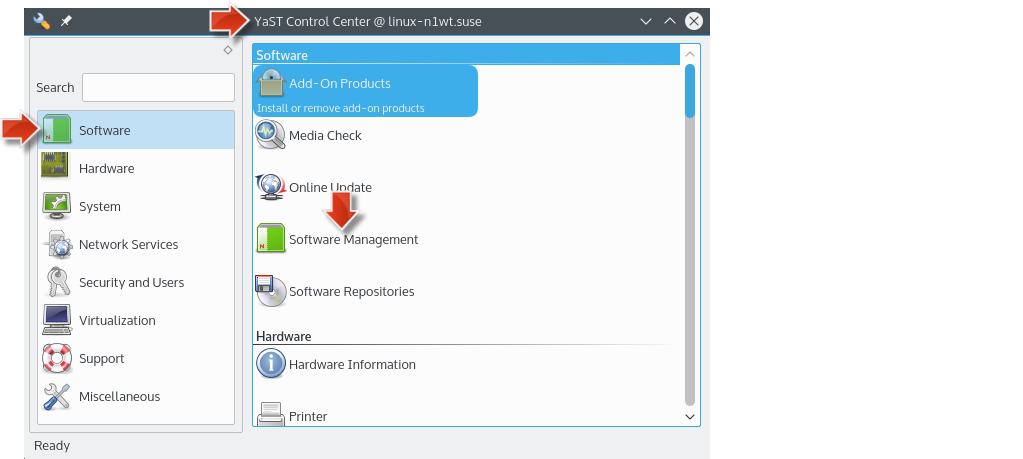 YaST Control Center @ linux-n1wt.suse
Search
Software
Hardware
System
Network Services
Security and Users
Virtualization
Support
Miscellaneous
Software
Add-On Products
Install or remove add-on products
Media Check
Online Update
Software Management
Software Repositories
Hardware
Hardware Information
Printer
Ready